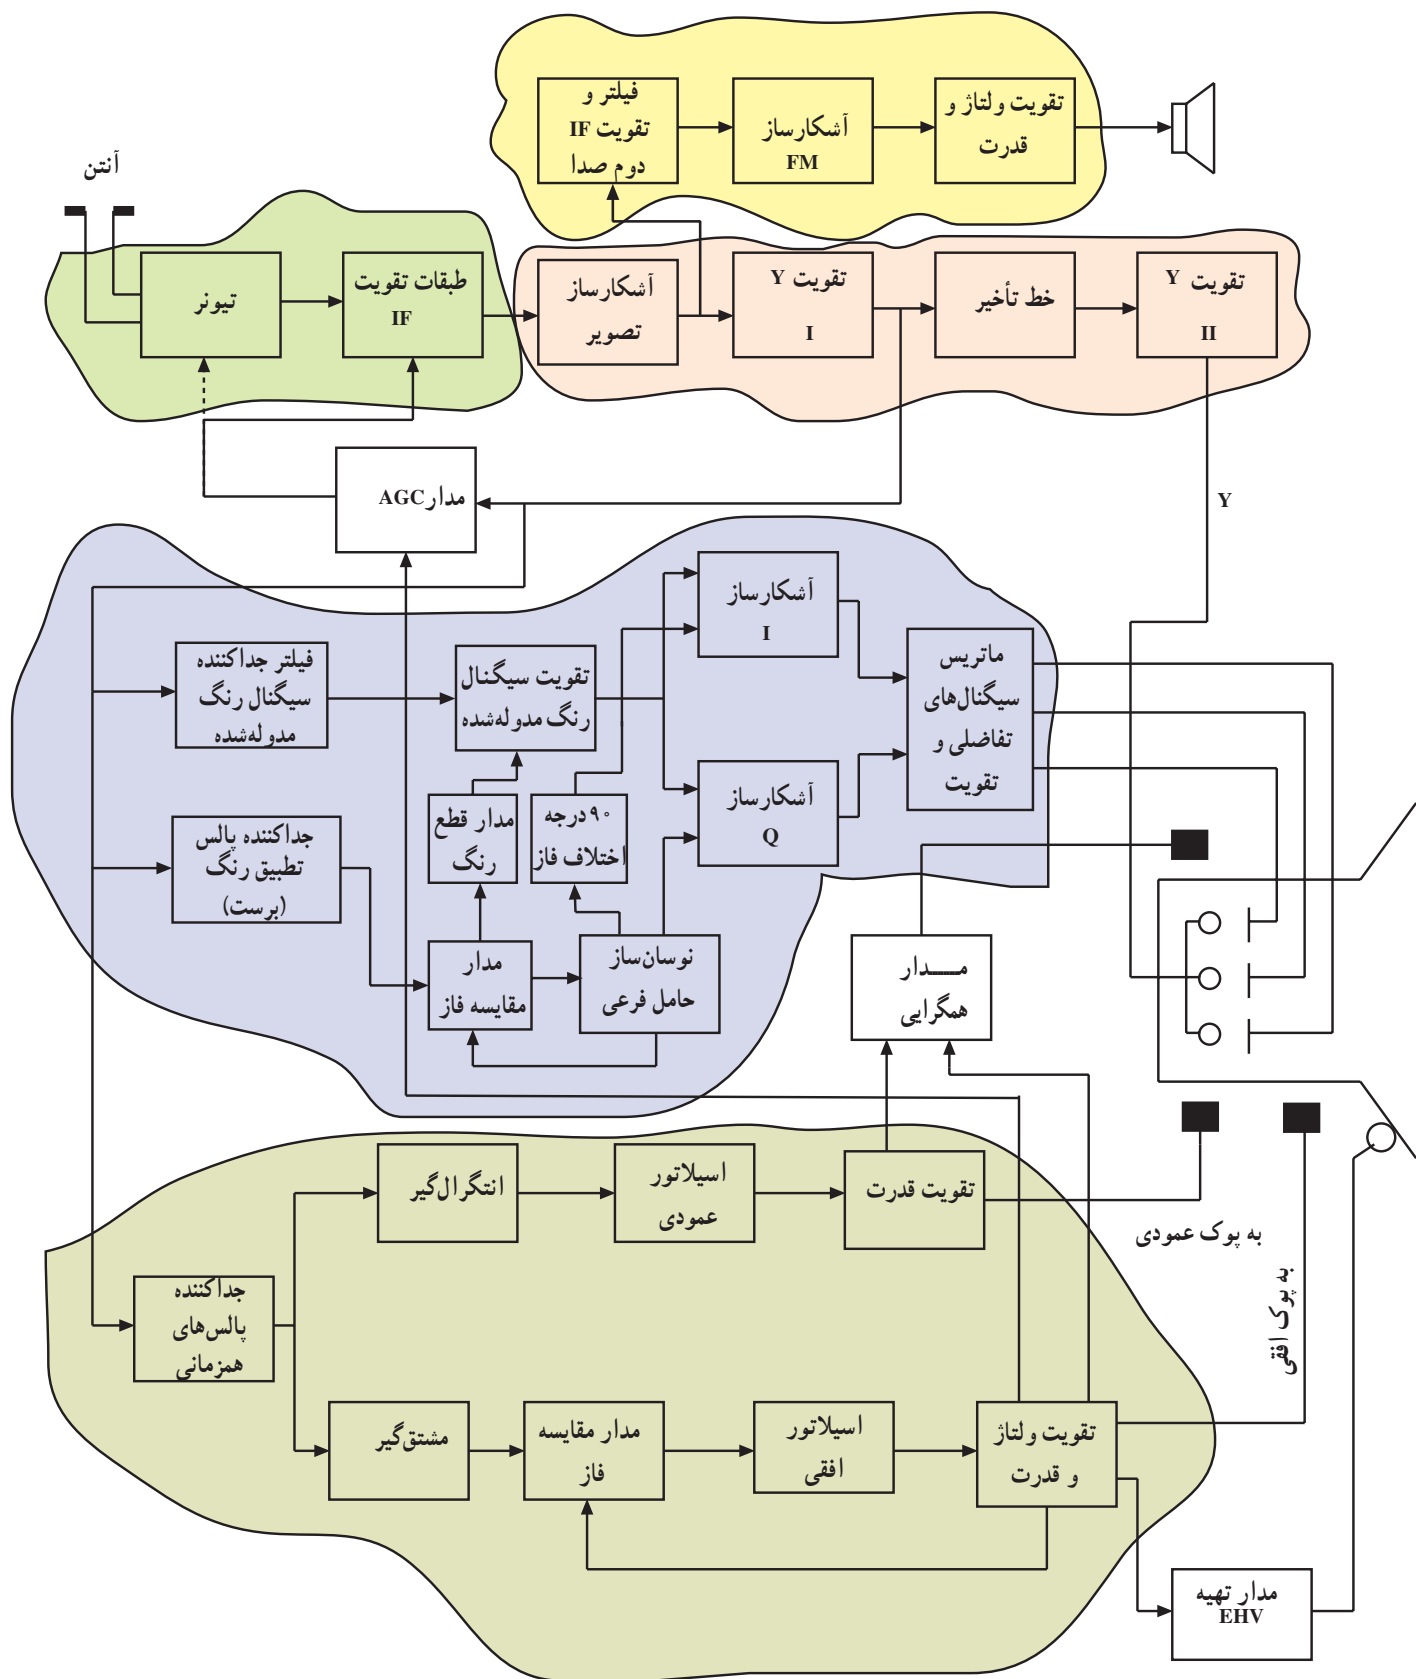 فیلتر و
تقویت IF
دوم صدا
آشکارساز
FM
تقویت ولتاژ و
قدرت
آنتن
تیونر
طبقات تقویت
IF
آشکارساز
تصویر
تقویت Y
I
خط تأخیر
تقویت Y
II
مدار AGC
Y
فیلتر جداکننده
سیگنال رنگ
مدوله‌شده
تقویت سیگنال
رنگ مدوله‌شده
آشکارساز
I
ماتریس
سیگنال‌های
تفاضلی و
تقویت
جداکننده پالس
تطبیق رنگ
(برست)
مدار قطع
رنگ
۹۰ درجه
اختلاف فاز
آشکارساز
Q
مدار
مقایسه فاز
نوسان‌ساز
حامل فرعی
مـــدار
همگرایی
انتگرال‌گیر
اسیلاتور
عمودی
تقویت قدرت
به پوک عمودی
به پوک افقی
جداکننده
پالس‌های
همزمانی
مشتق‌گیر
مدار مقایسه
فاز
اسیلاتور
افقی
تقویت ولتاژ
و قدرت
مدار تهیه
EHV